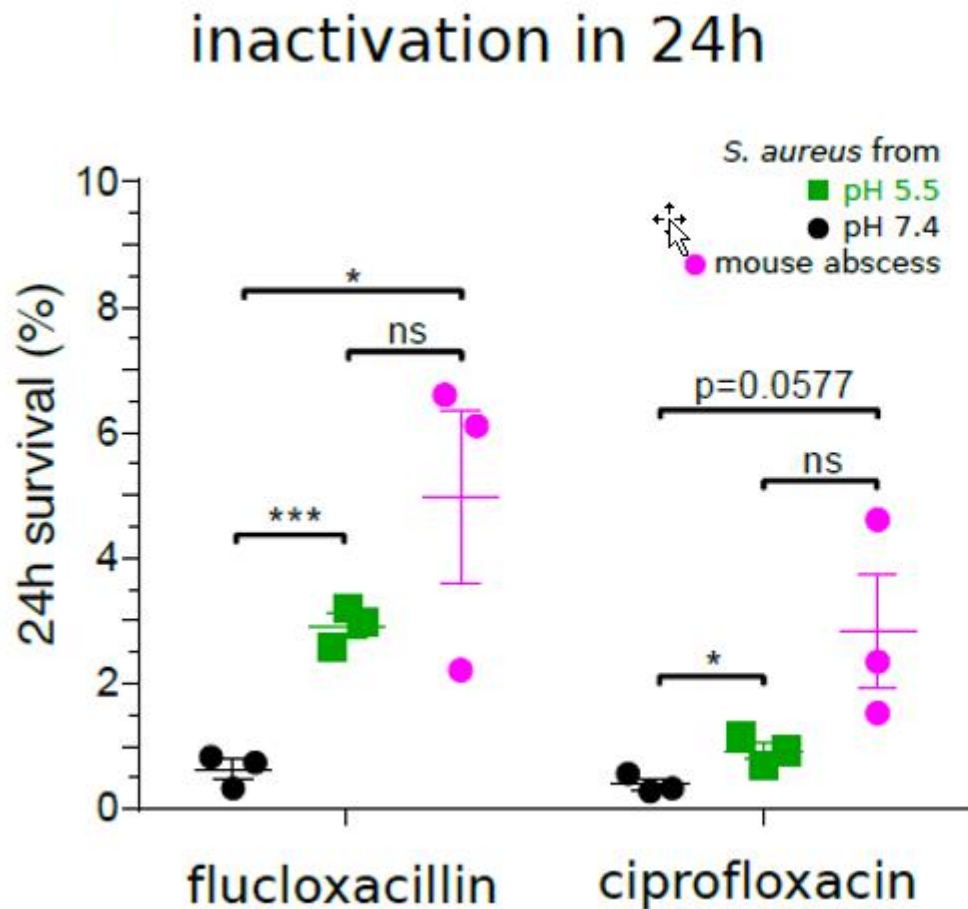 inactivation in 24h
S. aureus from
pH 5.5
pH 7.4
mouse abscess
24h survival (%)
10
8
6
4
2
0
*
ns
***
p=0.0577
ns
*
flucloxacillin
ciprofloxacin